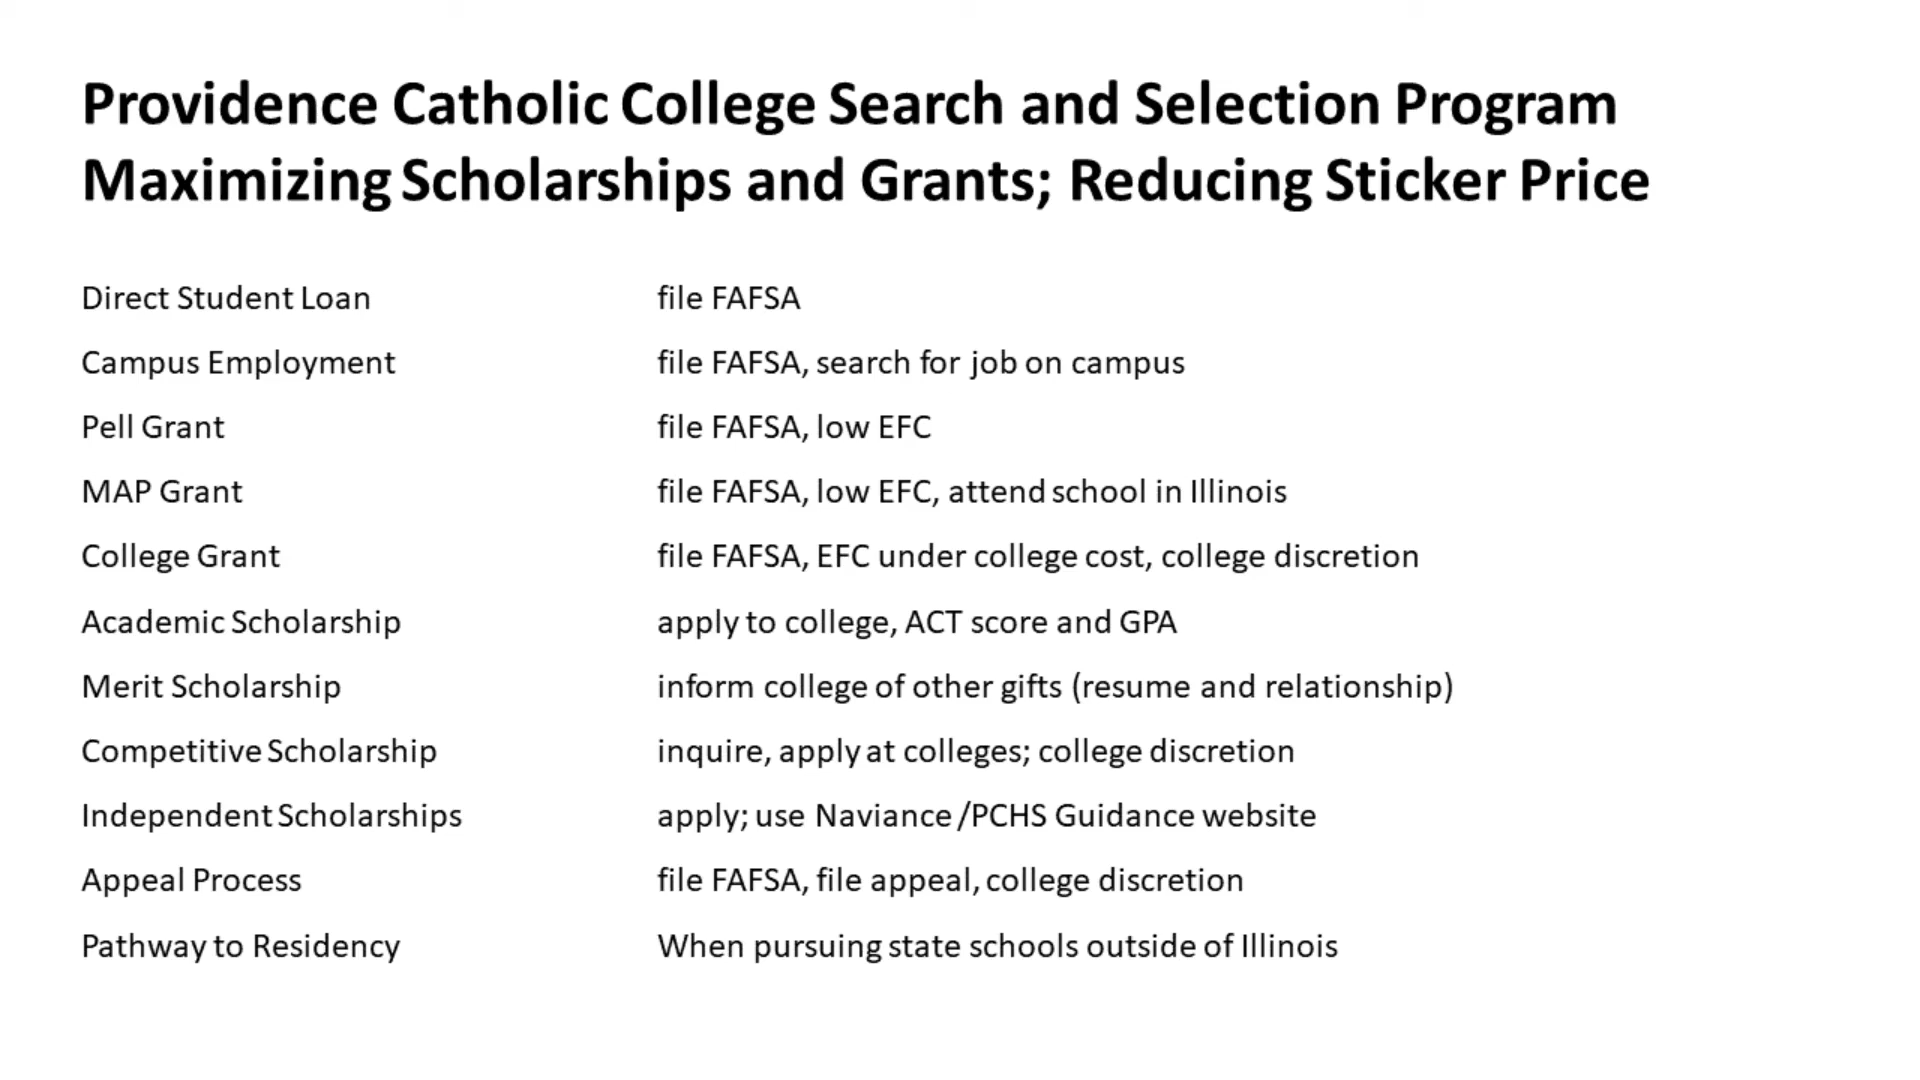 Providence Catholic College Search and Selection Program
Maximizing Scholarships and Grants; Reducing Sticker Price
Direct Student Loan file FAFSA
Campus Employment file FAFSA, search for job on campus
Pell Grant file FAFSA, low EFC
MAP Grant file FAFSA, low EFC, attend school in Illinois
College Grant file FAFSA, EFC under college cost, college discretion
Academic Scholarship apply to college, ACT score and GPA
Merit Scholarship inform college of other gifts (resume and relationship)
Competitive Scholarship inquire, apply at colleges; college discretion
Independent Scholarships apply; use Naviance /PCHS Guidance website
Appeal Process file FAFSA, file appeal, college discretion
Pathway to Residency When pursuing state schools outside of Illinois